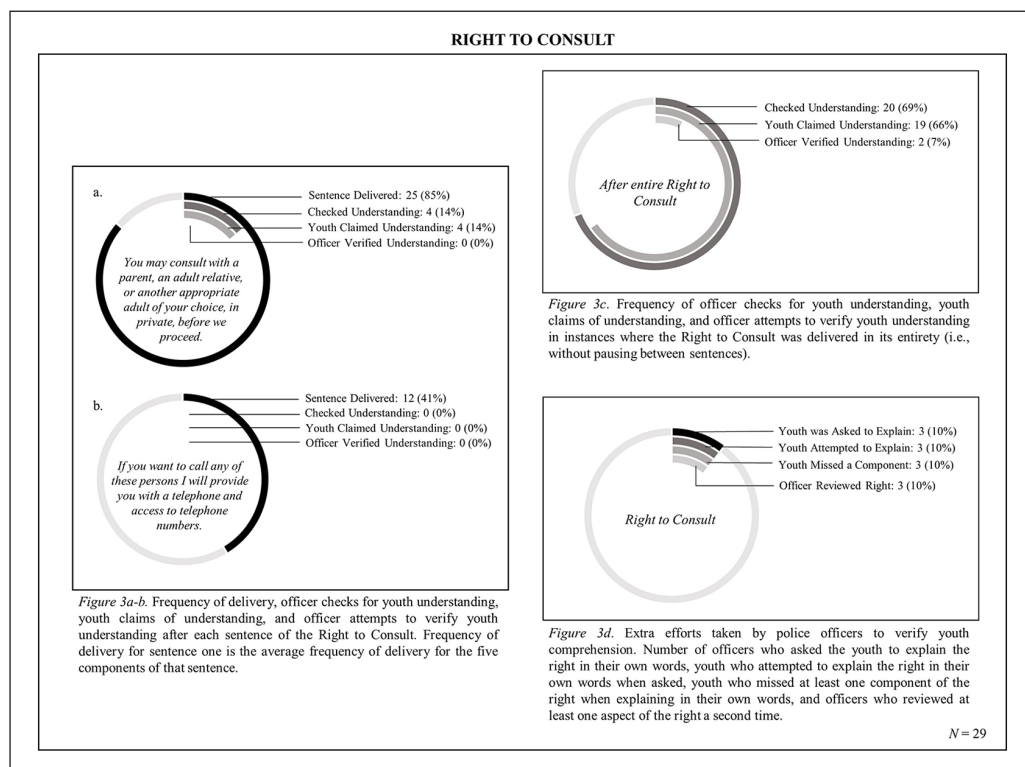 RIGHT TO CONSULT
a.
Sentence Delivered: 25 (85%)
Checked Understanding: 4 (14%)
Youth Claimed Understanding: 4 (14%)
Officer Verified Understanding: 0 (0%)
You may consult with a
parent, an adult relative,
or another appropriate
adult of your choice, in
private, before we
proceed.
b.
Sentence Delivered: 12 (41%)
Checked Understanding: 0 (0%)
Youth Claimed Understanding: 0 (0%)
Officer Verified Understanding: 0 (0%)
If you want to call any of
these persons I will provide
you with a telephone and
access to telephone
numbers.
Figure 3a-b. Frequency of delivery, officer checks for youth understanding,
youth claims of understanding, and officer attempts to verify youth
understanding after each sentence of the Right to Consult. Frequency of
delivery for sentence one is the average frequency of delivery for the five
components of that sentence.
Checked Understanding: 20 (69%)
Youth Claimed Understanding: 19 (66%)
Officer Verified Understanding: 2 (7%)
After entire Right to
Consult
Figure 3c. Frequency of officer checks for youth understanding, youth
claims of understanding, and officer attempts to verify youth understanding
in instances where the Right to Consult was delivered in its entirety (i.e.,
without pausing between sentences).
Youth was Asked to Explain: 3 (10%)
Youth Attempted to Explain: 3 (10%)
Youth Missed a Component: 3 (10%)
Officer Reviewed Right: 3 (10%)
Right to Consult
Figure 3d. Extra efforts taken by police officers to verify youth
comprehension. Number of officers who asked the youth to explain the
right in their own words, youth who attempted to explain the right in their
own words when asked, youth who missed at least one component of the
right when explaining in their own words, and officers who reviewed at
least one aspect of the right a second time.
N = 29